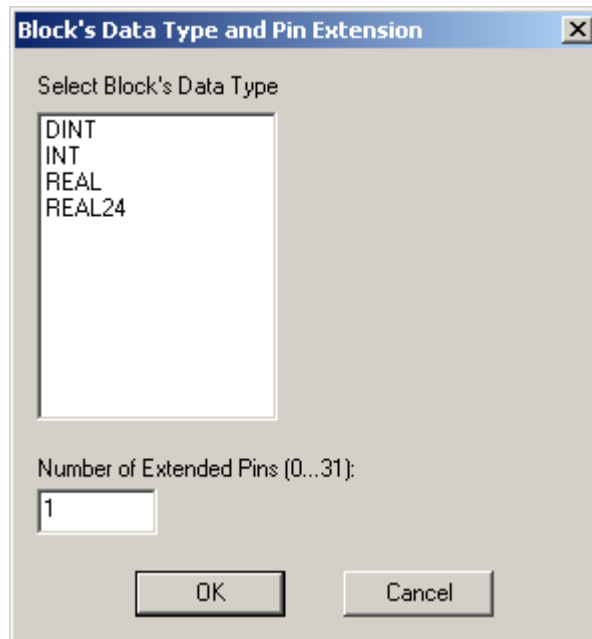 Block's Data Type and Pin Extension
Select Block's Data Type
DINT
INT
REAL
REAL24
Number of Extended Pins (0...31):
1
OK Cancel